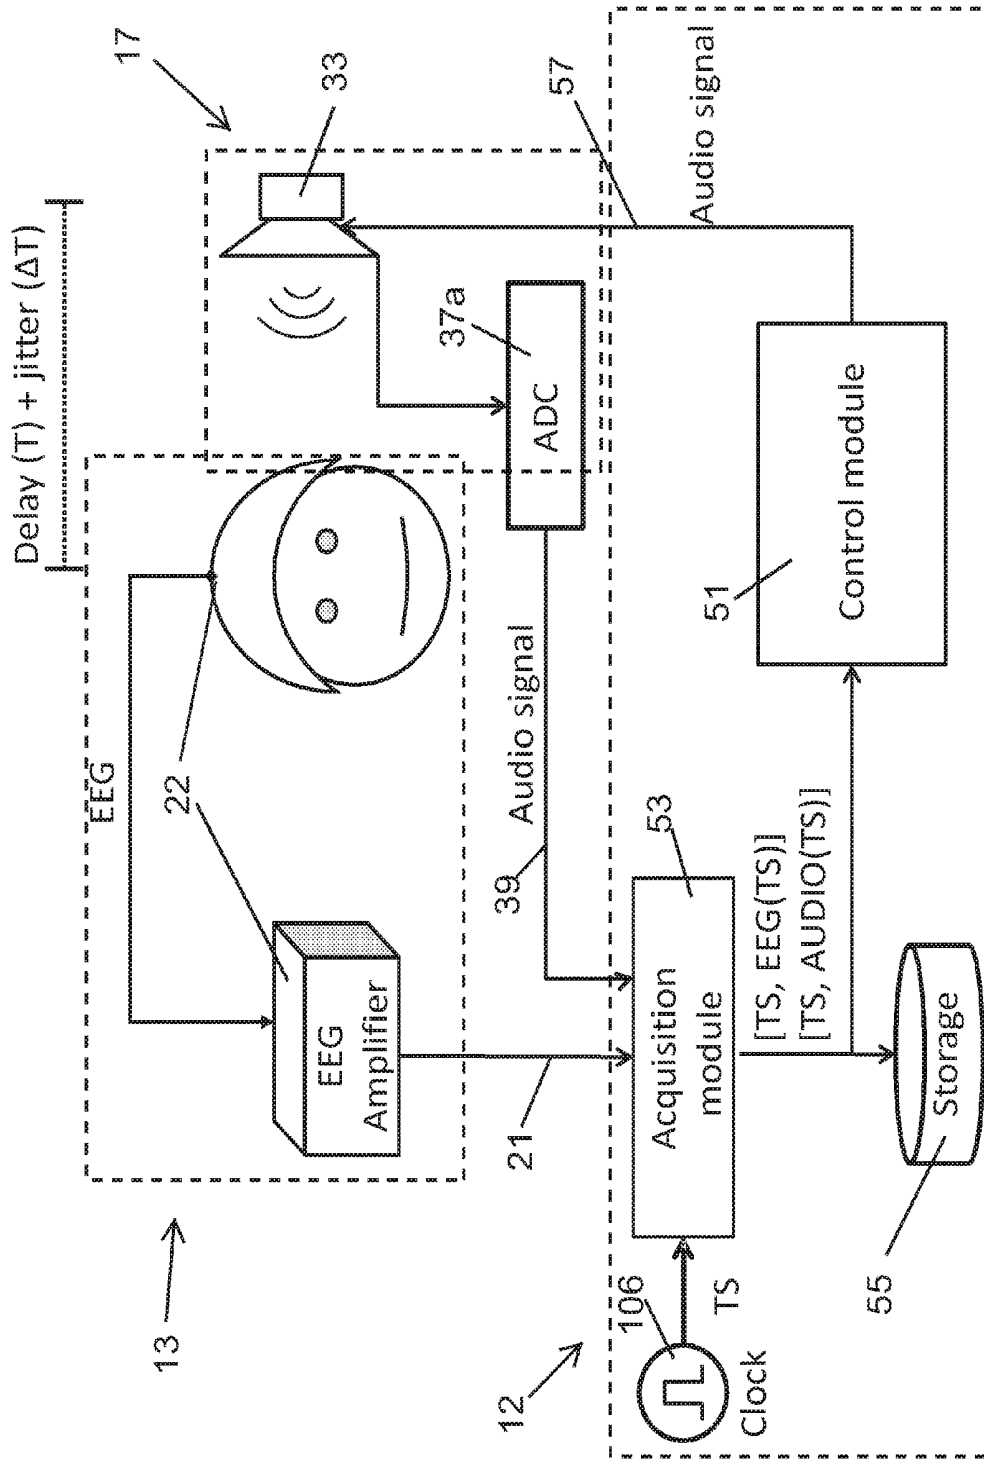 Delay (T) + jitter (ΔT)
17
EEG
13
22
33
EEG
Amplifier
37a
ADC
12
21
39
Audio signal
57
106
53
Acquisition
module
Audio signal
51
TS
Clock
[TS, EEG(TS)]
[TS, AUDIO(TS)]
Control module
55
Storage